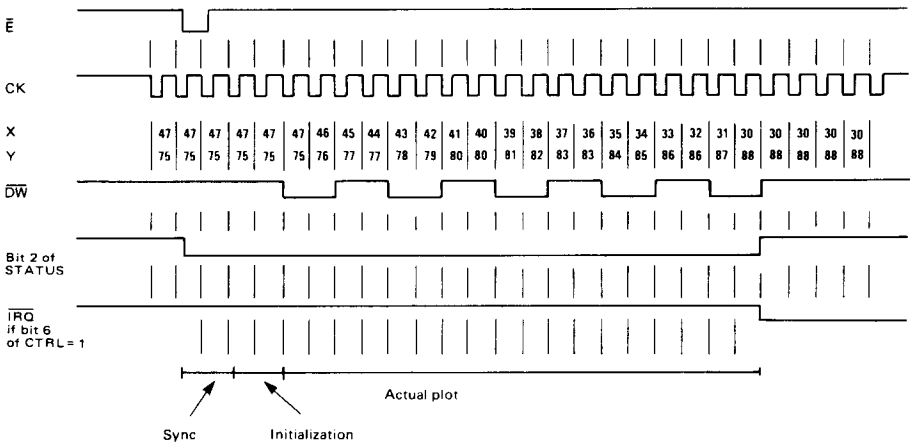 E
CK
X 47 47 47 47 47 47 46 45 44 43 42 41 40 39 38 37 36 35 34 33 32 31 30 30 30 30 30
Y 75 75 75 75 75 75 76 77 77 78 79 80 80 81 82 83 83 84 85 86 86 87 88 88 88 88 88
DW
Bit 2 of
STATUS
IRQ
if bit 6
of CTRL = 1
Actual plot
Sync Initialization